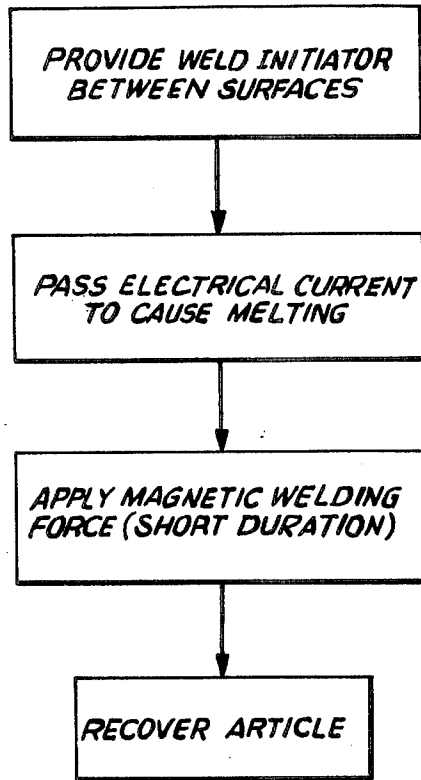 PROVIDE WELD INITIATOR
BETWEEN SURFACES
PASS ELECTRICAL CURRENT
TO CAUSE MELTING
APPLY MAGNETIC WELDING
FORCE (SHORT DURATION)
RECOVER ARTICLE